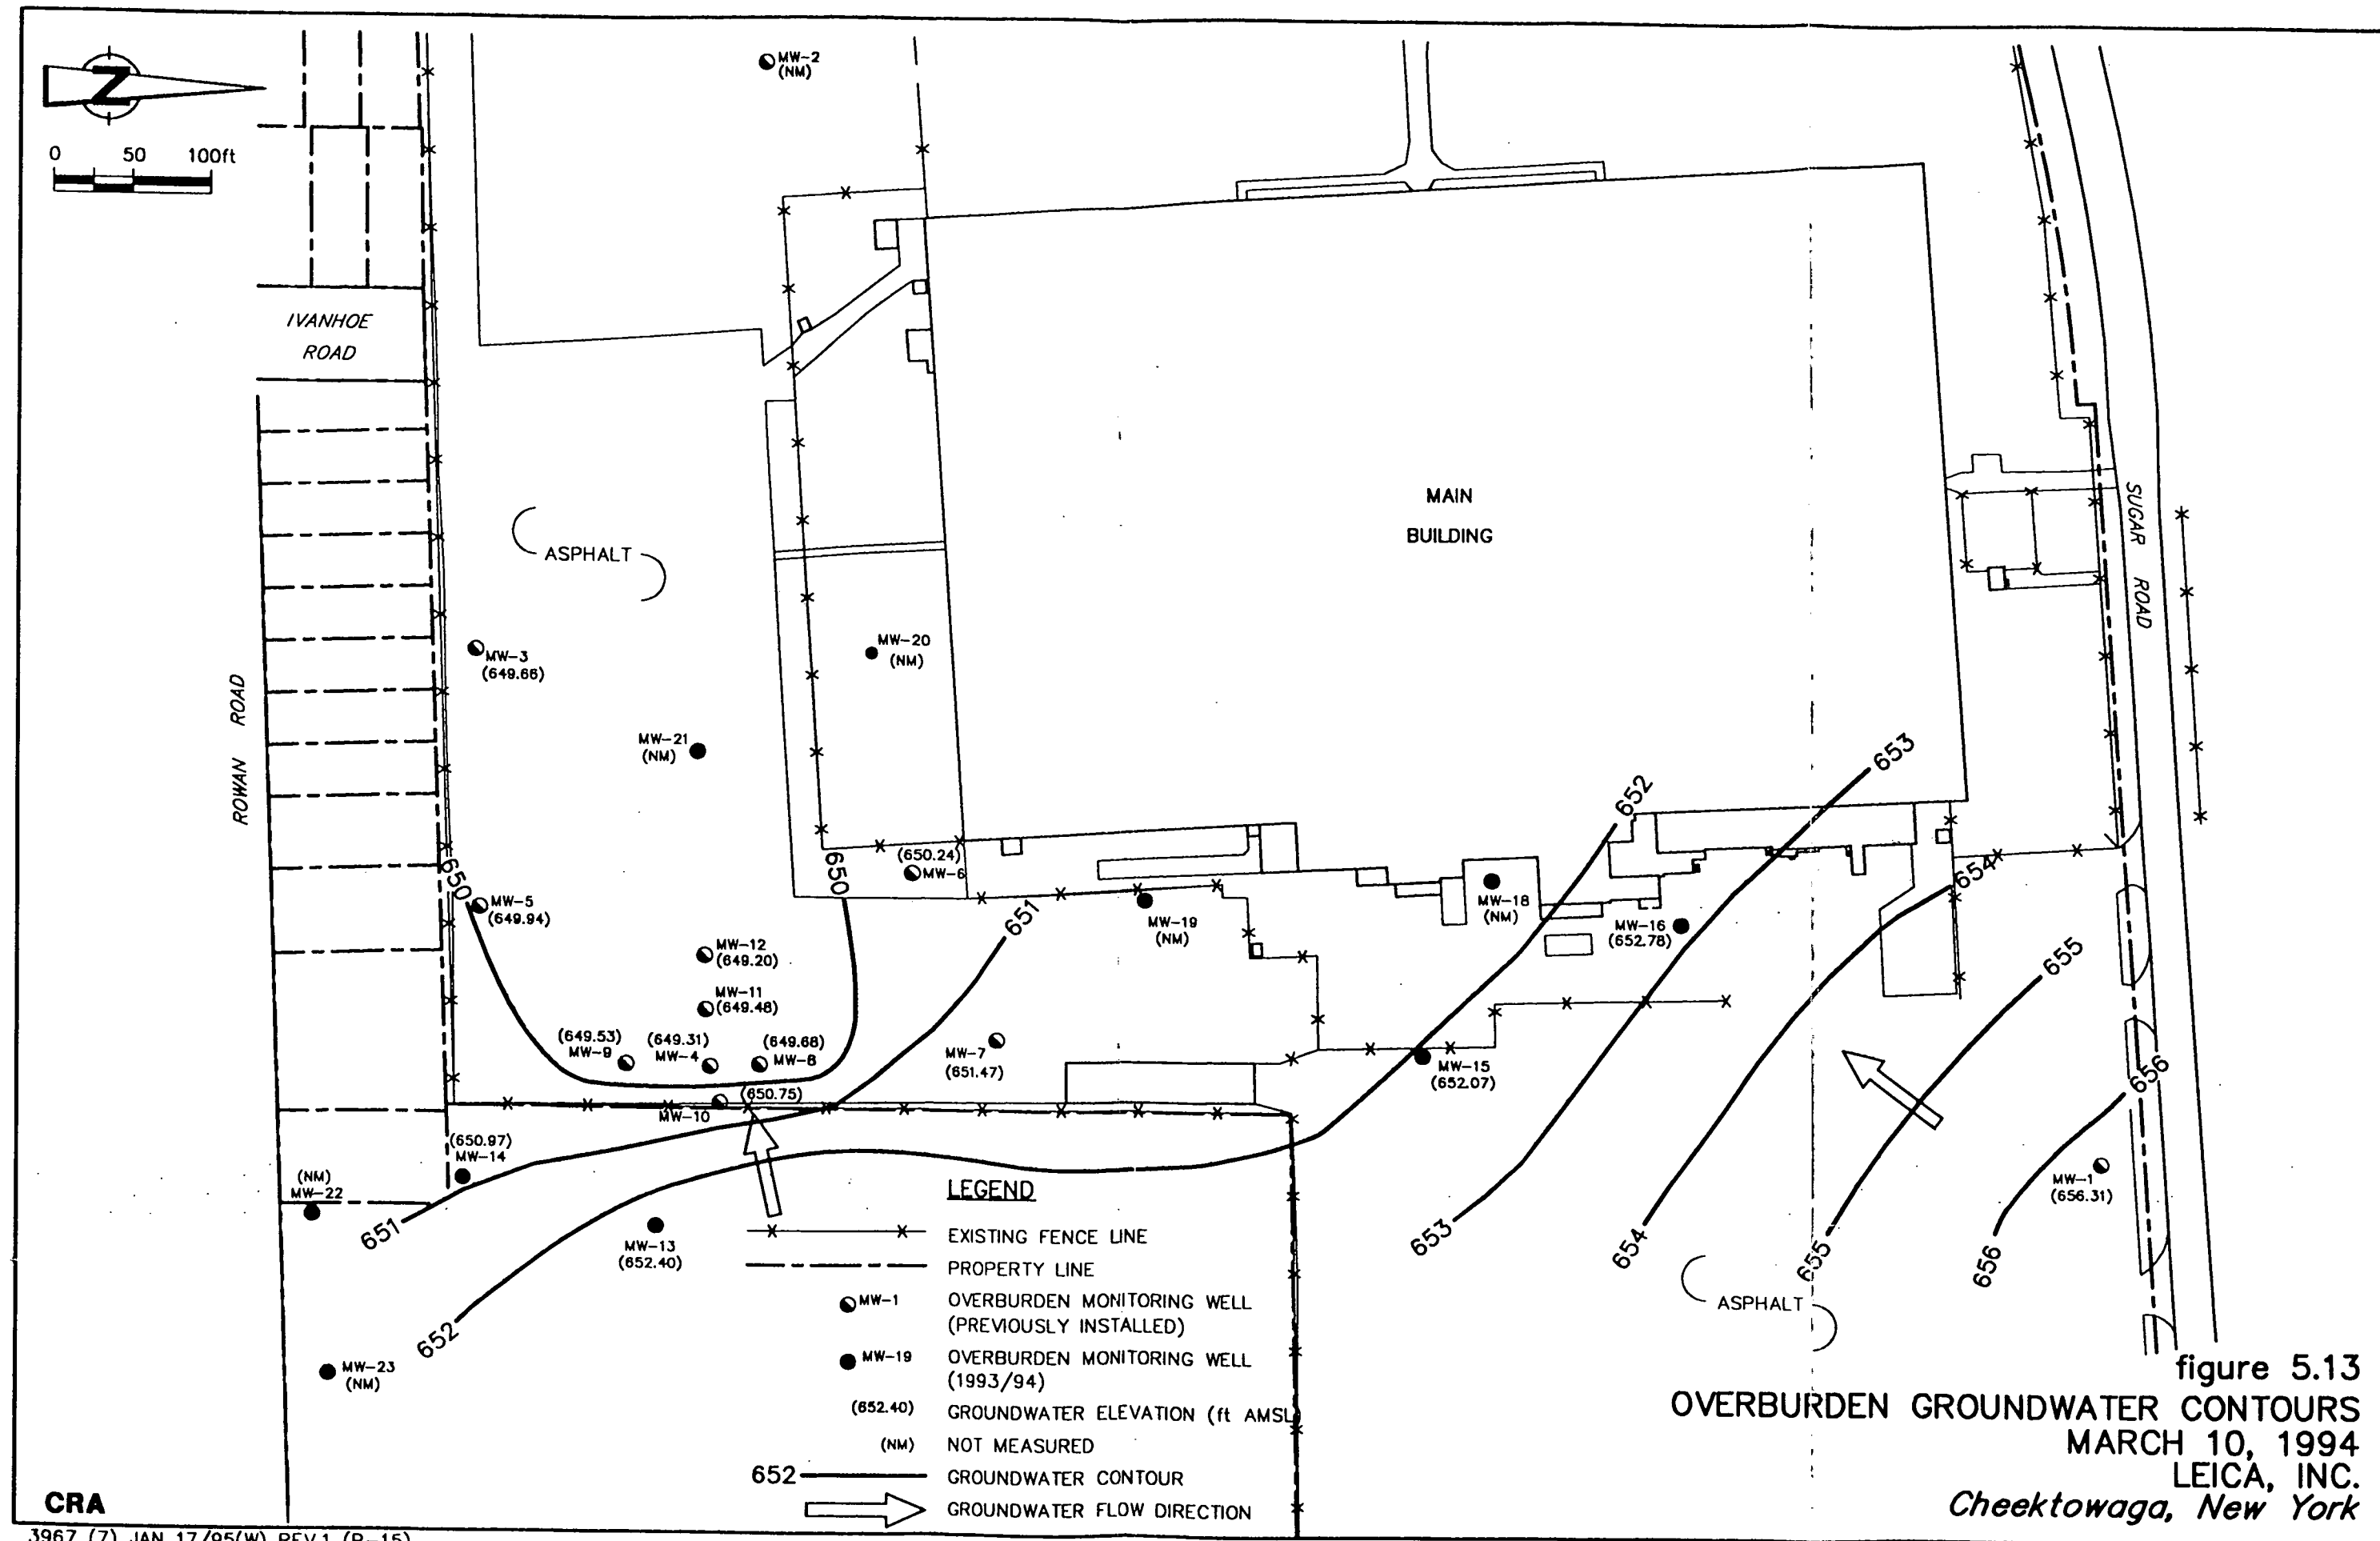 MW-2
(NM)
N
0 50 100ft
IVANHOE
ROAD
MAIN
BUILDING
SUGAR ROAD
ASPHALT
MW-20
(NM)
MW-3
(649.66)
ROWAN ROAD
MW-21
(NM)
653
652
(650.24)
MW-6
650
650
654
MW-5
(649.94)
651
MW-19
(NM)
MW-18
(NM)
MW-16
(652.78)
MW-12
(649.20)
655
MW-11
(649.48)
(649.53)
MW-9
(649.31)
MW-4
(649.68)
MW-8
MW-7
(651.47)
MW-15
(652.07)
656
(650.75)
MW-10
(650.97)
MW-14
MW-1
(656.31)
(NM)
MW-22
651
LEGEND
653
654
655
656
EXISTING FENCE LINE
MW-13
(652.40)
PROPERTY LINE
MW-1 OVERBURDEN MONITORING WELL
(PREVIOUSLY INSTALLED)
ASPHALT
652
MW-23
(NM)
MW-19 OVERBURDEN MONITORING WELL
(1993/94)
(652.40) GROUNDWATER ELEVATION (ft AMSL)
(NM) NOT MEASURED
652 GROUNDWATER CONTOUR
GROUNDWATER FLOW DIRECTION
figure 5.13
OVERBURDEN GROUNDWATER CONTOURS
MARCH 10, 1994
LEICA, INC.
Cheektowaga, New York
CRA
3967 (7) JAN 17/95(W) REV.1 (P-15)